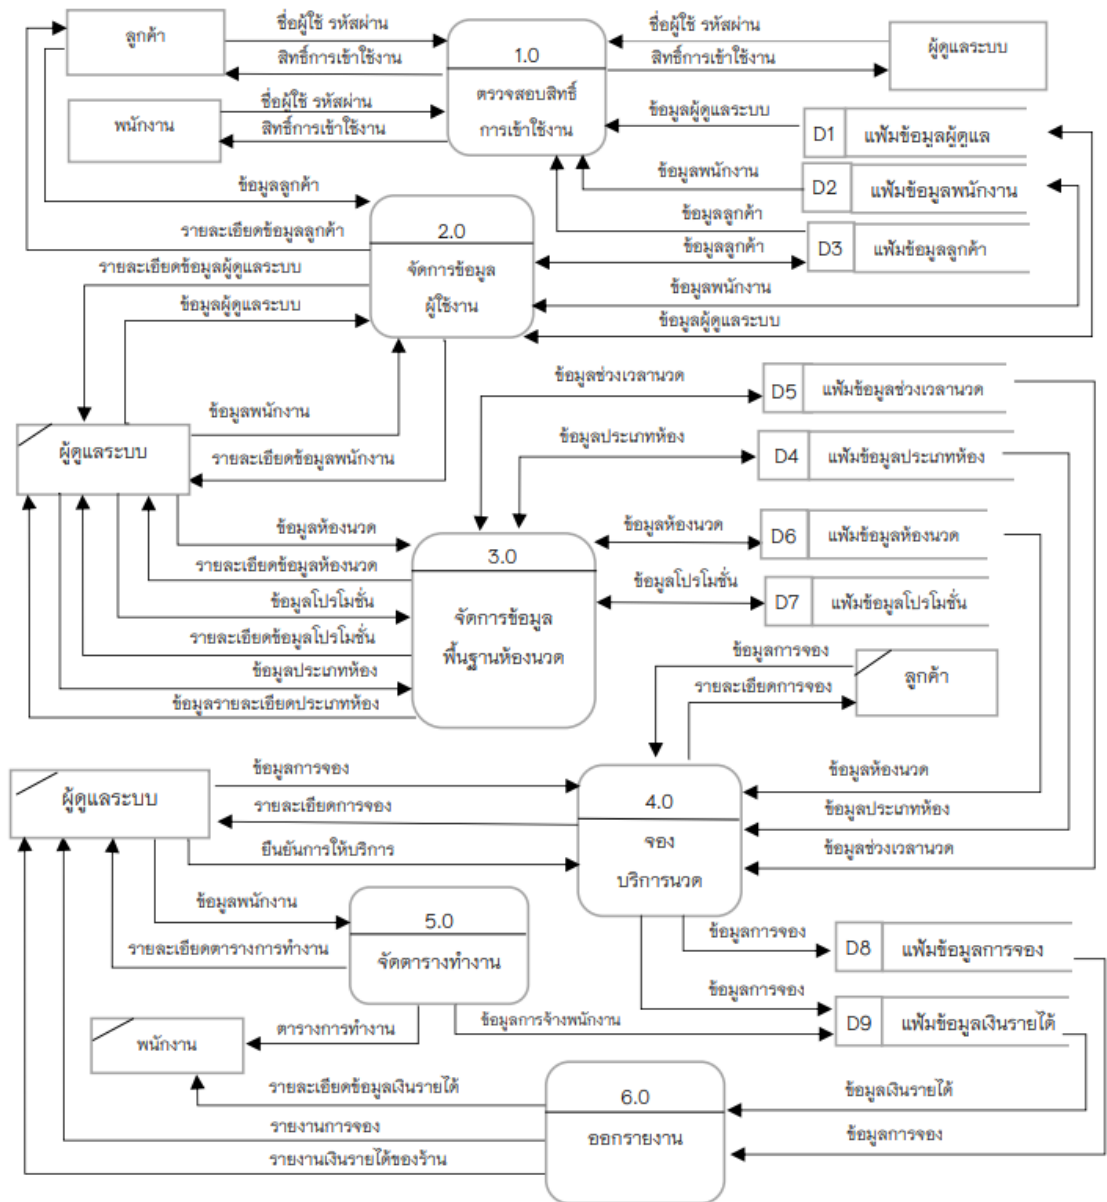 ลูกค้า
ชื่อผู้ใช้ รหัสผ่าน
สิทธิ์การเข้าใช้งาน
1.0
ตรวจสอบสิทธิ์
การเข้าใช้งาน
ชื่อผู้ใช้ รหัสผ่าน
สิทธิ์การเข้าใช้งาน
ผู้ดูแลระบบ
พนักงาน
ชื่อผู้ใช้ รหัสผ่าน
สิทธิ์การเข้าใช้งาน
ข้อมูลผู้ดูแลระบบ
D1 แฟ้มข้อมูลผู้ดูแล
ข้อมูลพนักงาน
D2 แฟ้มข้อมูลพนักงาน
ข้อมูลลูกค้า
ข้อมูลลูกค้า
D3 แฟ้มข้อมูลลูกค้า
ข้อมูลลูกค้า
รายละเอียดข้อมูลลูกค้า
2.0
จัดการข้อมูล
ผู้ใช้งาน
รายละเอียดข้อมูลผู้ดูแลระบบ
ข้อมูลผู้ดูแลระบบ
ข้อมูลพนักงาน
ข้อมูลผู้ดูแลระบบ
ข้อมูลช่วงเวลานวด
D5 แฟ้มข้อมูลช่วงเวลานวด
ข้อมูลพนักงาน
ผู้ดูแลระบบ
รายละเอียดข้อมูลพนักงาน
ข้อมูลประเภทห้อง
D4 แฟ้มข้อมูลประเภทห้อง
ข้อมูลห้องนวด
รายละเอียดข้อมูลห้องนวด
ข้อมูลโปรโมชั่น
รายละเอียดข้อมูลโปรโมชั่น
ข้อมูลประเภทห้อง
ข้อมูลรายละเอียดประเภทห้อง
3.0
จัดการข้อมูล
พื้นฐานห้องนวด
ข้อมูลห้องนวด
D6 แฟ้มข้อมูลห้องนวด
ข้อมูลโปรโมชั่น
D7 แฟ้มข้อมูลโปรโมชั่น
ข้อมูลการจอง
รายละเอียดการจอง
ลูกค้า
ผู้ดูแลระบบ
ข้อมูลการจอง
รายละเอียดการจอง
ยืนยันการให้บริการ
4.0
จอง
บริการนวด
ข้อมูลห้องนวด
ข้อมูลประเภทห้อง
ข้อมูลช่วงเวลานวด
ข้อมูลพนักงาน
รายละเอียดตารางการทำงาน
5.0
จัดตารางทำงาน
ข้อมูลการจอง
D8 แฟ้มข้อมูลการจอง
ข้อมูลการจอง
D9 แฟ้มข้อมูลเงินรายได้
ข้อมูลการจ้างพนักงาน
พนักงาน
ตารางการทำงาน
รายละเอียดข้อมูลเงินรายได้
รายงานการจอง
รายงานเงินรายได้ของร้าน
6.0
ออกรายงาน
ข้อมูลเงินรายได้
ข้อมูลการจอง